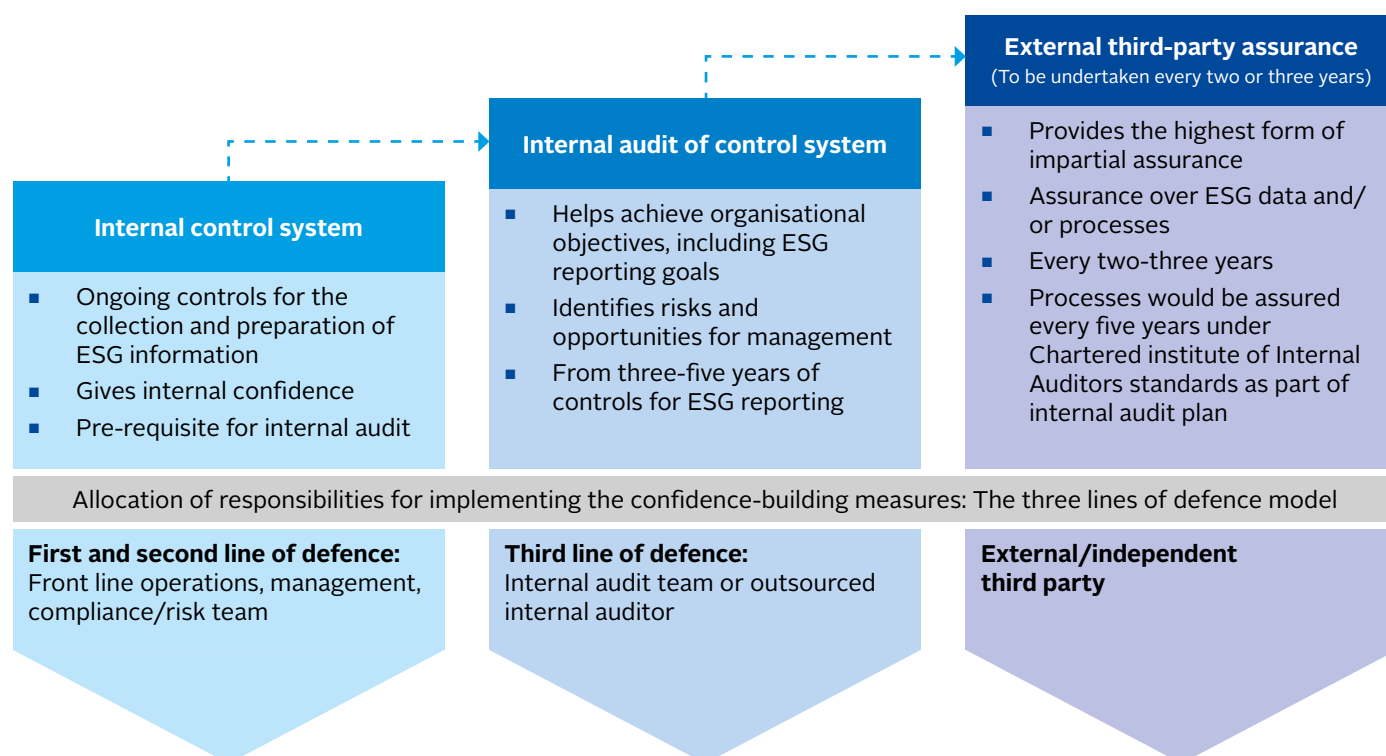 Internal control system
■ Ongoing controls for the
collection and preparation of
ESG information
■ Gives internal confidence
■ Pre-requisite for internal audit
Internal audit of control system
■ Helps achieve organisational
objectives, including ESG
reporting goals
■ Identifies risks and
opportunities for management
■ From three-five years of
controls for ESG reporting
External third-party assurance
(To be undertaken every two or three years)
■ Provides the highest form of
impartial assurance
■ Assurance over ESG data and/
or processes
■ Every two-three years
■ Processes would be assured
every five years under
Chartered institute of Internal
Auditors standards as part of
internal audit plan
Allocation of responsibilities for implementing the confidence-building measures: The three lines of defence model
First and second line of defence:
Front line operations, management,
compliance/risk team
Third line of defence:
Internal audit team or outsourced
internal auditor
External/independent
third party